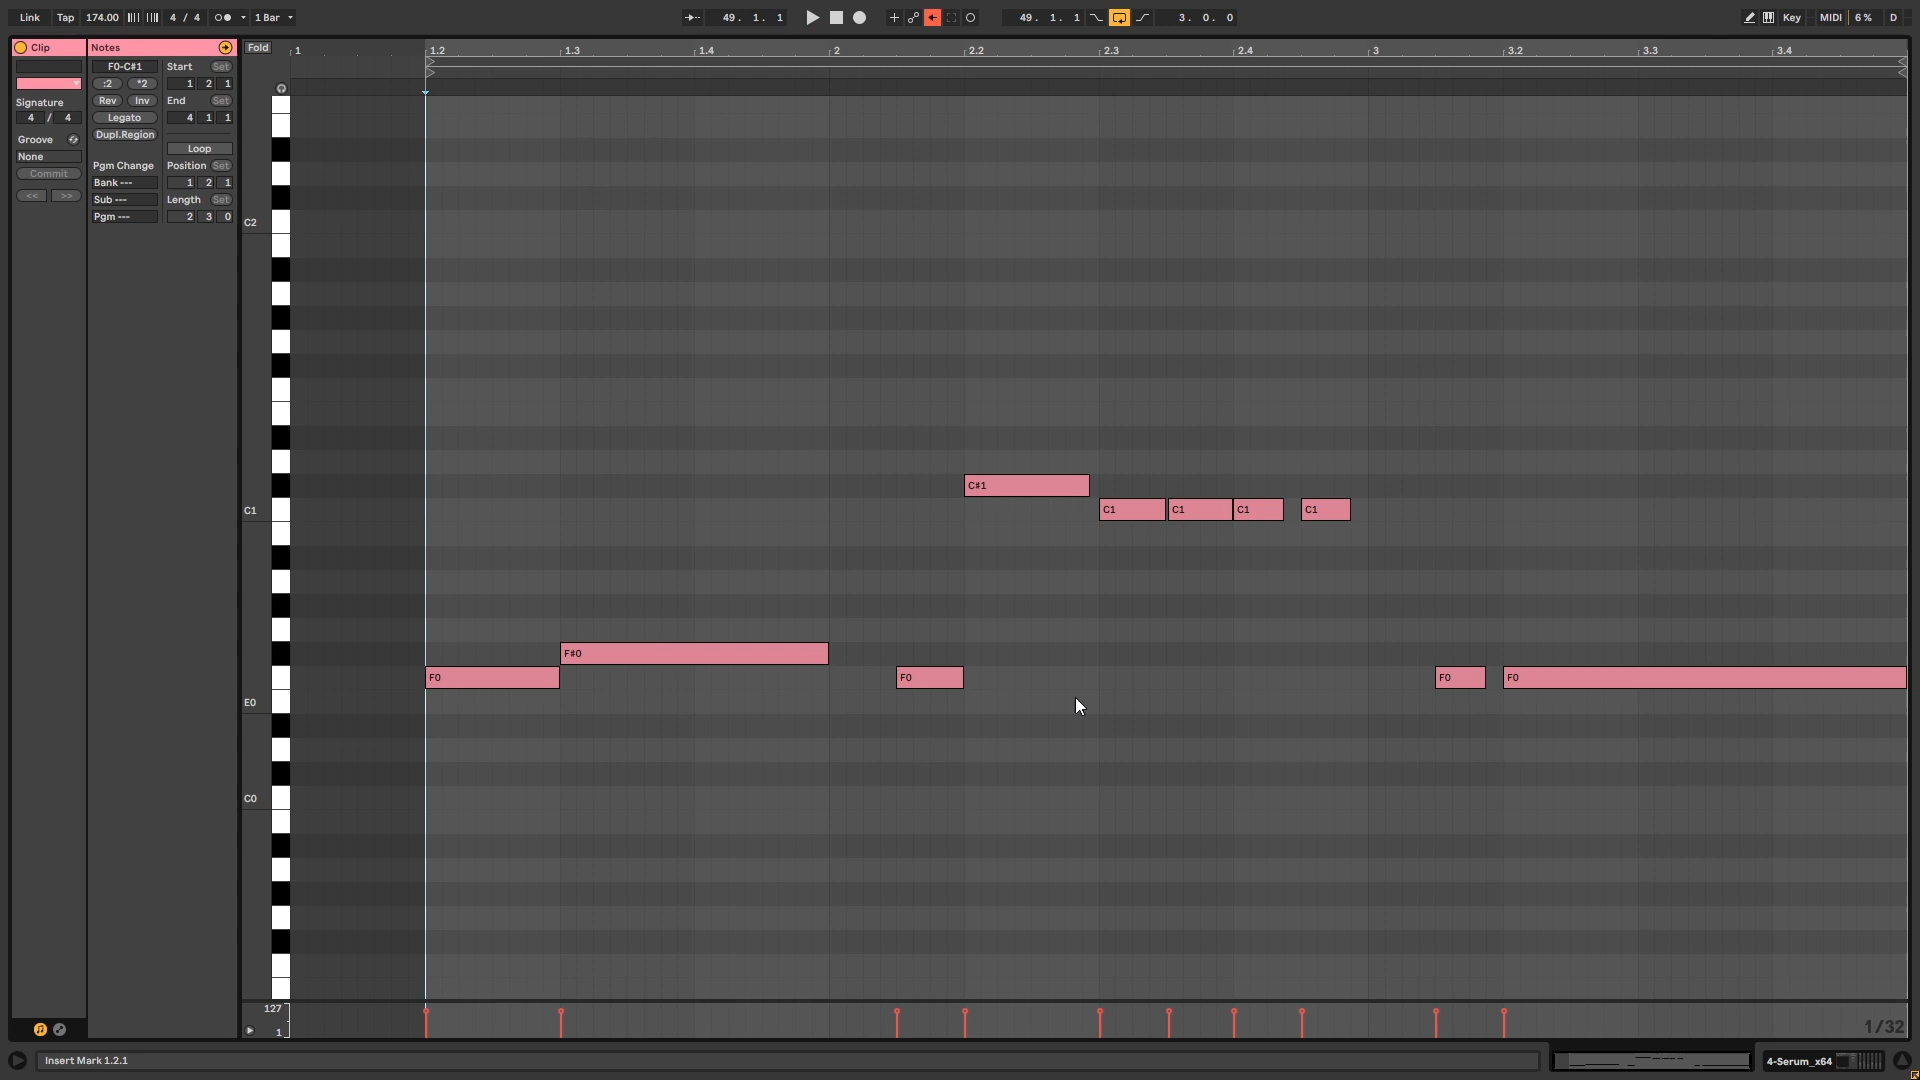 Link Tap 174.00 4 / 4 1 Bar 49. 1. 1 49. 1. 1 3. 0. 0 Key MIDI 6 % D
Clip Notes Fold 1 1.2 1.3 1.4 2 2.2 2.3 2.4 3 3.2 3.3 3.4
F0-C#1 Start Set
:2 *2 1 2 1
Signature Rev Inv End Set
4 / 4 Legato 4 1 1
Dupl.Region
Groove
None Loop
Commit Pgm Change Position Set
<< >> Bank --- 1 2 1
Sub --- Length Set
Pgm --- 2 3 0
C2
C#1
C1 C1 C1 C1 C1
F#0
F0 F0 F0 F0
E0
C0
127
1 1/32
Insert Mark 1.2.1 4-Serum_x64